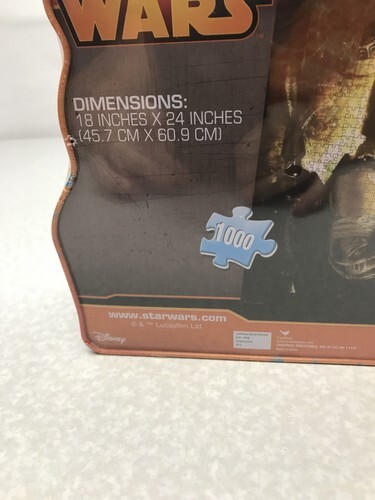 WARS
DIMENSIONS:
18 INCHES X 24 INCHES
(45.7 CM X 60.9 CM)
1000
www.starwars.com
© & ™ Lucasfilm Ltd
Disney